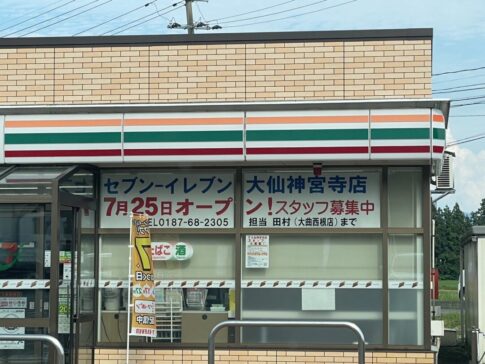 セブン-イレブン 大仙神宮寺店
7月25日オープン!スタッフ募集中
TEL0187-68-2305 担当 田村(大曲西根店)まで
たばこ 酒
7